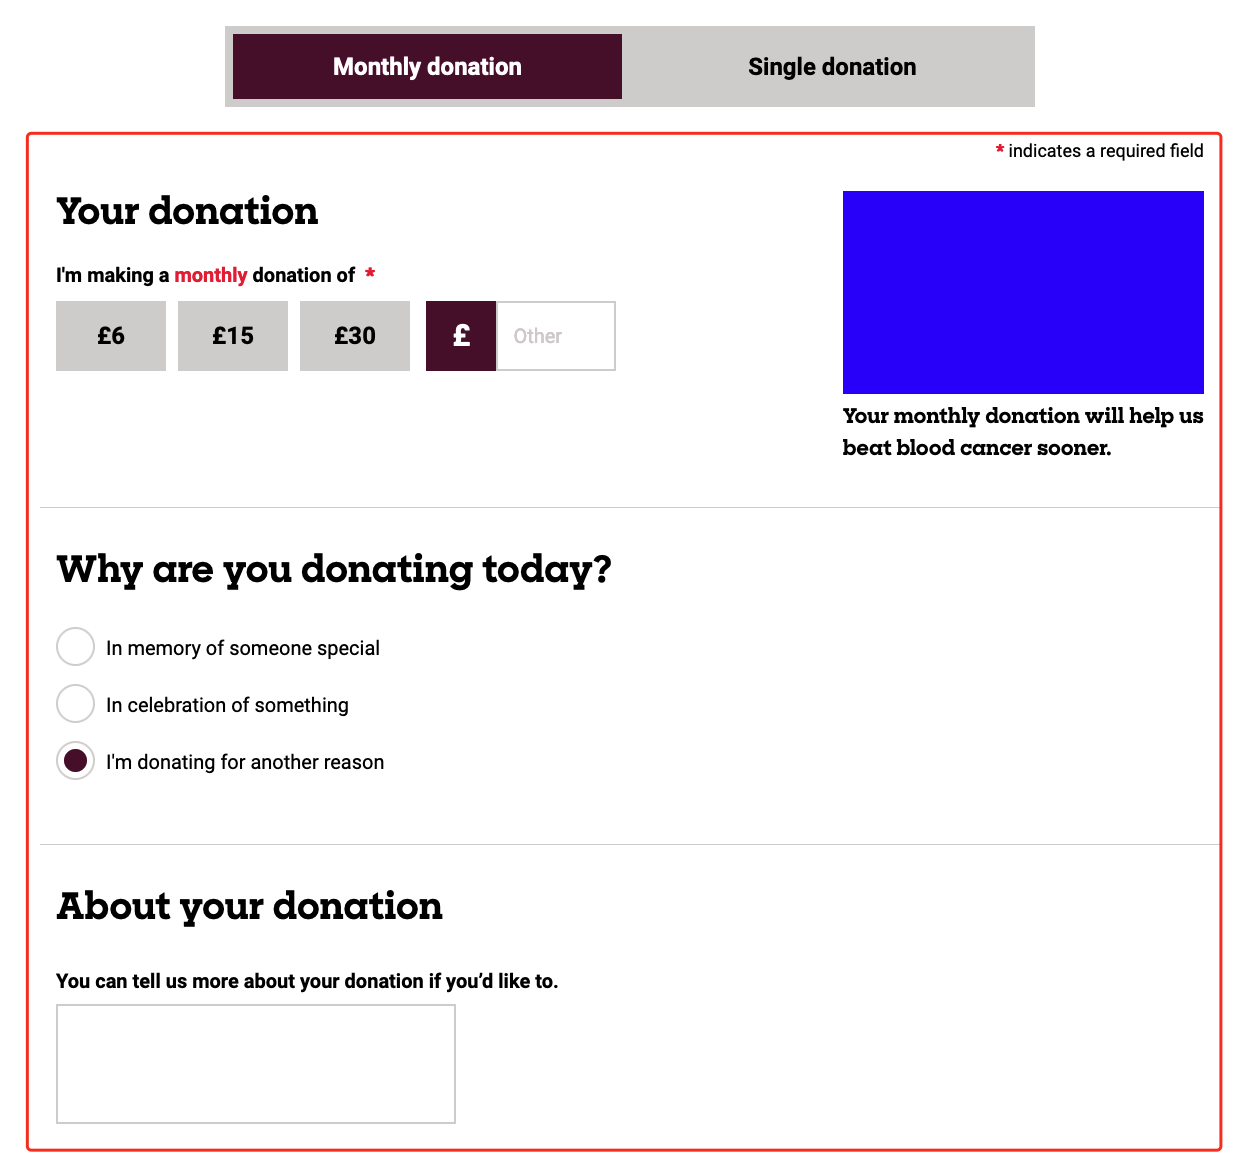 Monthly donation
Single donation
* indicates a required field
Your donation
I'm making a monthly donation of *
£6
£15
£30
£
Other
Your monthly donation will help us
beat blood cancer sooner.
Why are you donating today?
In memory of someone special
In celebration of something
I'm donating for another reason
About your donation
You can tell us more about your donation if you’d like to.